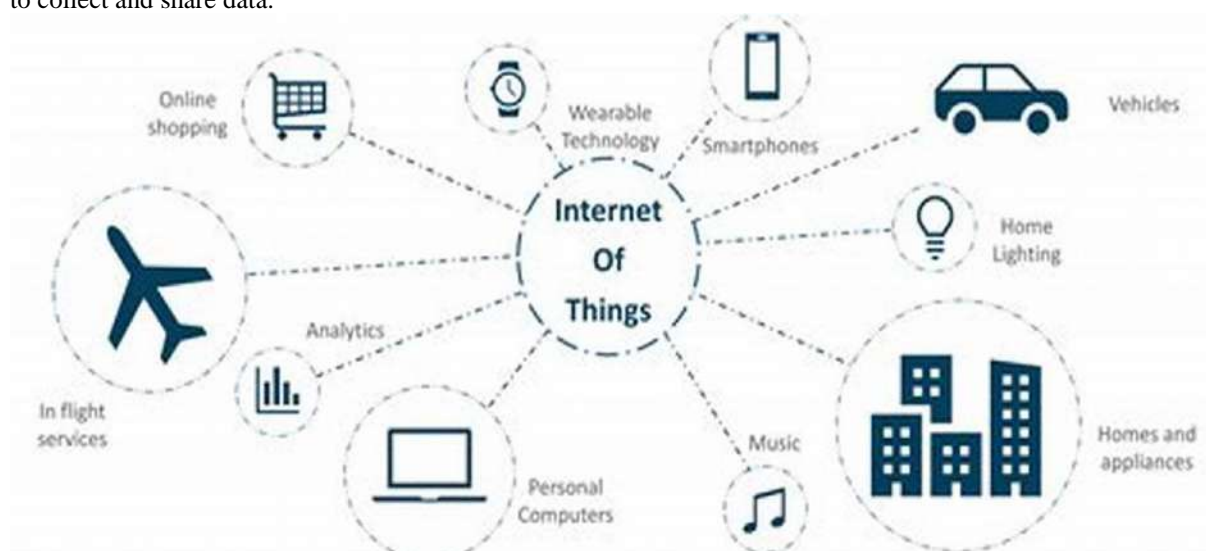 to collect and share data.
Online
shopping
Wearable
Technology
Smartphones
Vehicles
Internet
Of
Things
Home
Lighting
Analytics
In flight
services
Personal
Computers
Music
Homes and
appliances